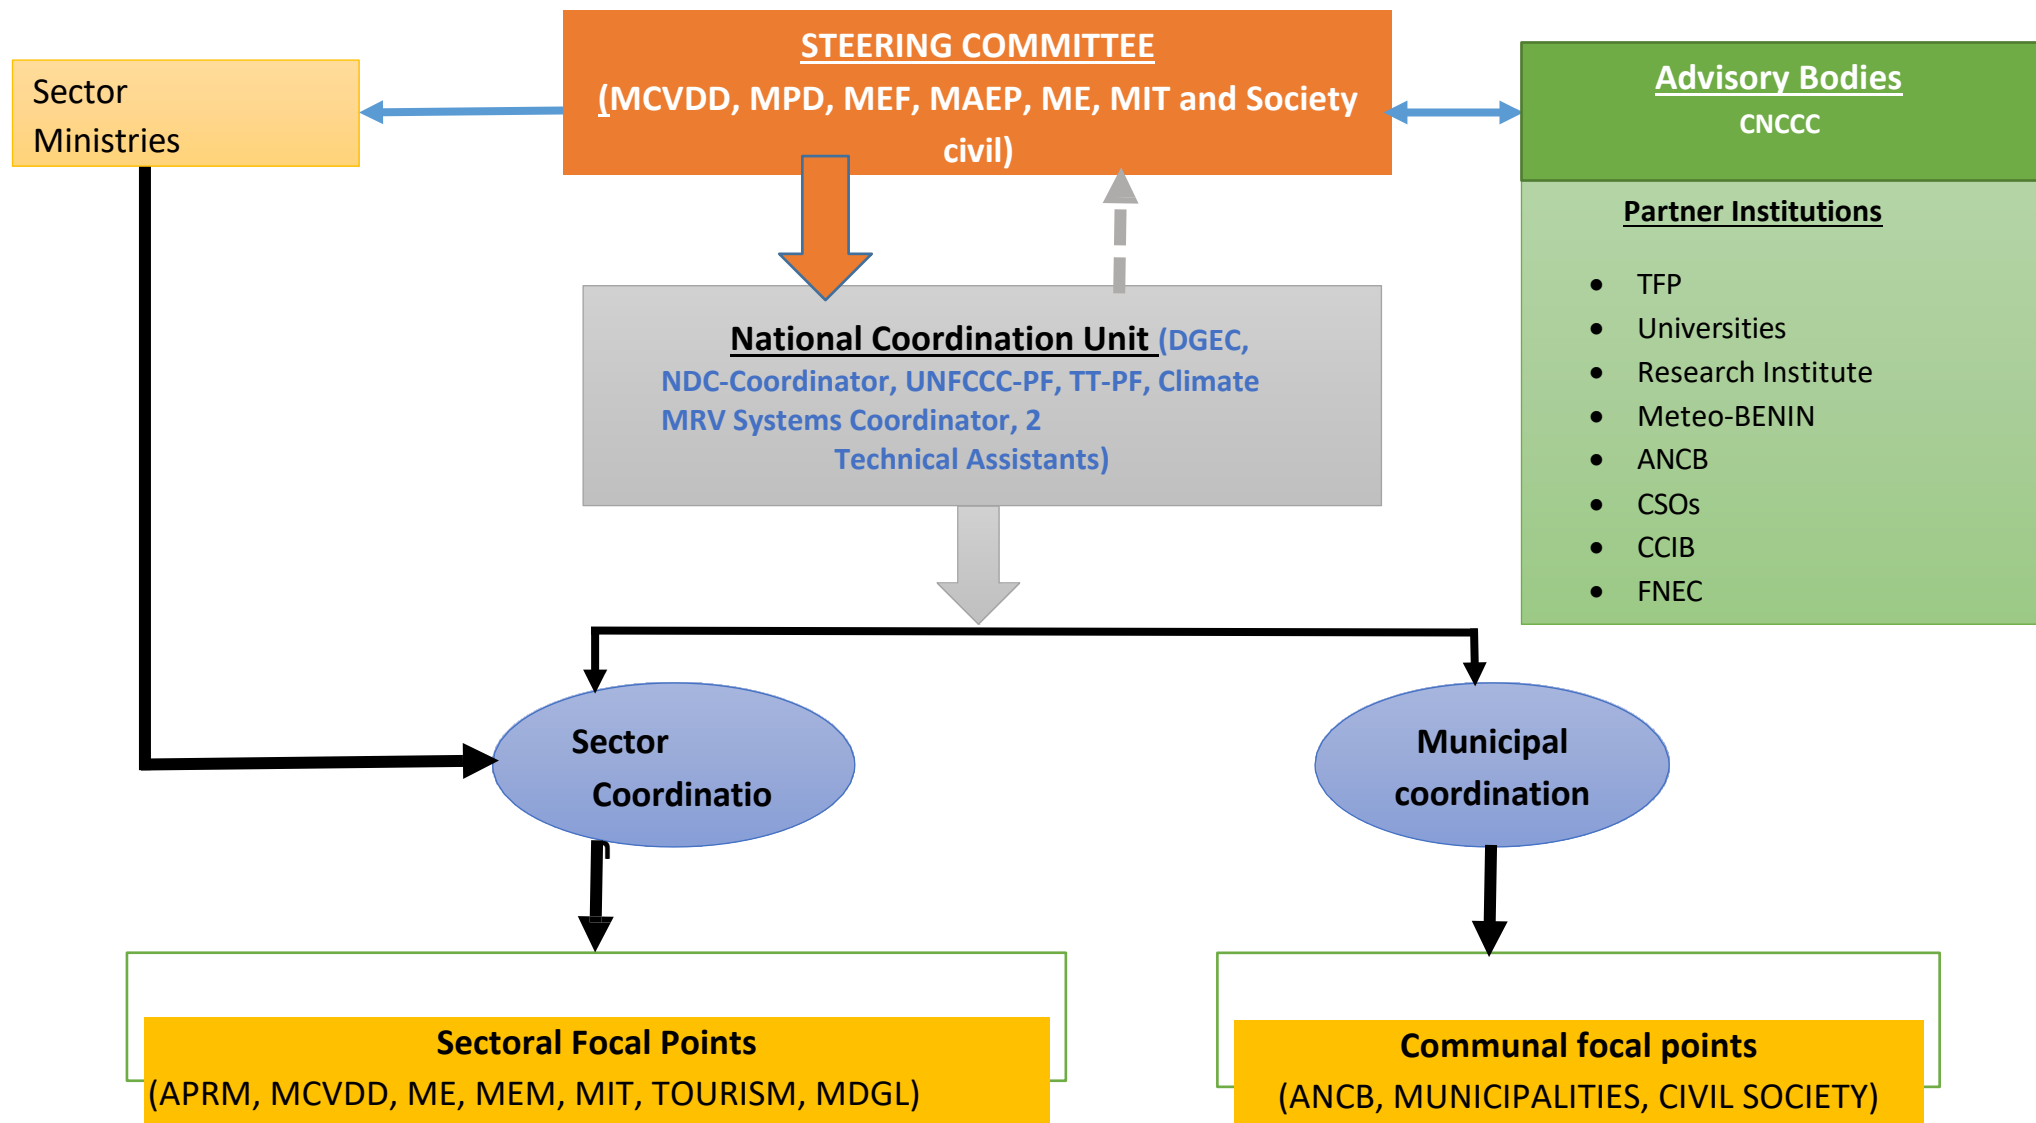 Sector
Ministries
STEERING COMMITTEE
(MCVDD, MPD, MEF, MAEP, ME, MIT and Society
civil)
Advisory Bodies
CNCCC
Partner Institutions
• TFP
• Universities
• Research Institute
• Meteo-BENIN
• ANCB
• CSOs
• CCIB
• FNEC
National Coordination Unit (DGEC,
NDC-Coordinator, UNFCCC-PF, TT-PF, Climate
MRV Systems Coordinator, 2
Technical Assistants)
Sector
Coordinatio
Municipal
coordination
Sectoral Focal Points
(APRM, MCVDD, ME, MEM, MIT, TOURISM, MDGL)
Communal focal points
(ANCB, MUNICIPALITIES, CIVIL SOCIETY)